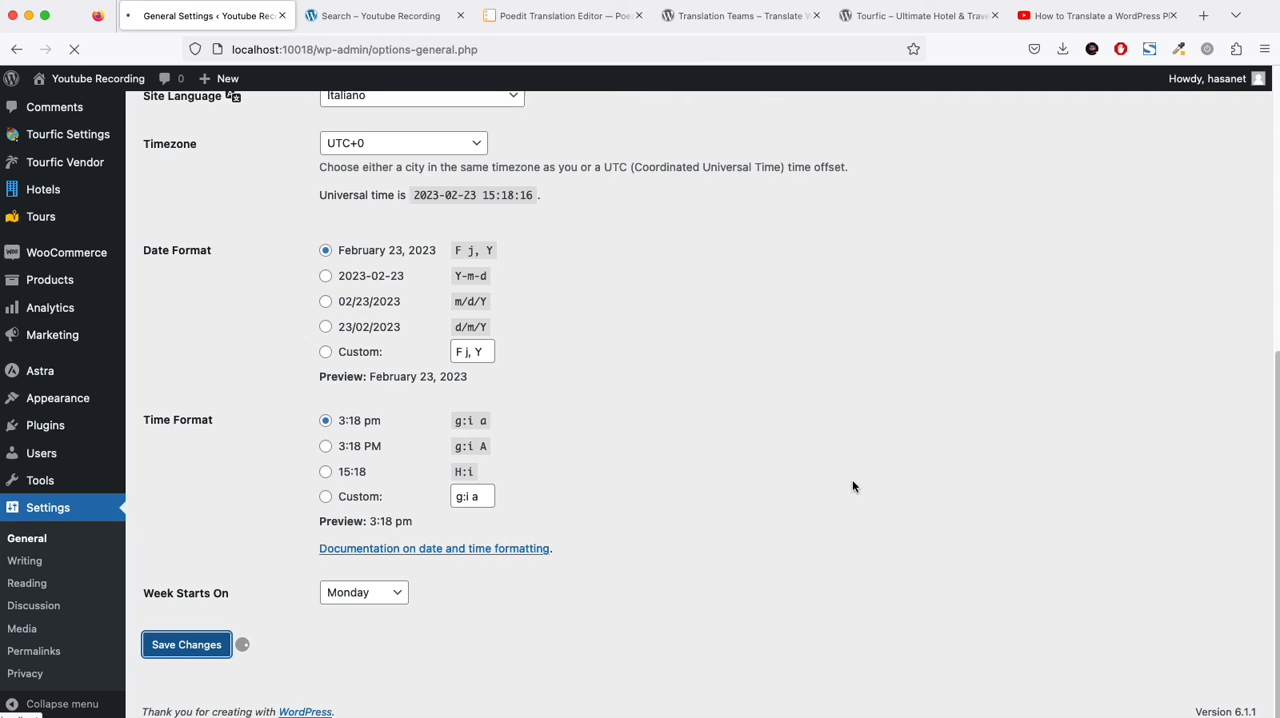 General Settings ‹ Youtube Rec
Search – Youtube Recording
Poedit Translation Editor – Poe
Translation Teams – Translate W
Tourfic – Ultimate Hotel & Trave
How to Translate a WordPress Pl
localhost:10018/wp-admin/options-general.php
Youtube Recording
0
New
Howdy, hasanet
Comments
Tourfic Settings
Tourfic Vendor
Hotels
Tours
WooCommerce
Products
Analytics
Marketing
Astra
Appearance
Plugins
Users
Tools
Settings
General
Writing
Reading
Discussion
Media
Permalinks
Privacy
Collapse menu
Site Language
Italiano
Timezone
UTC+0
Choose either a city in the same timezone as you or a UTC (Coordinated Universal Time) time offset.
Universal time is 2023-02-23 15:18:16 .
Date Format
February 23, 2023 F j, Y
2023-02-23 Y-m-d
02/23/2023 m/d/Y
23/02/2023 d/m/Y
Custom: F j, Y
Preview: February 23, 2023
Time Format
3:18 pm g:i a
3:18 PM g:i A
15:18 H:i
Custom: g:i a
Preview: 3:18 pm
Documentation on date and time formatting.
Week Starts On
Monday
Save Changes
Thank you for creating with WordPress.
Version 6.1.1